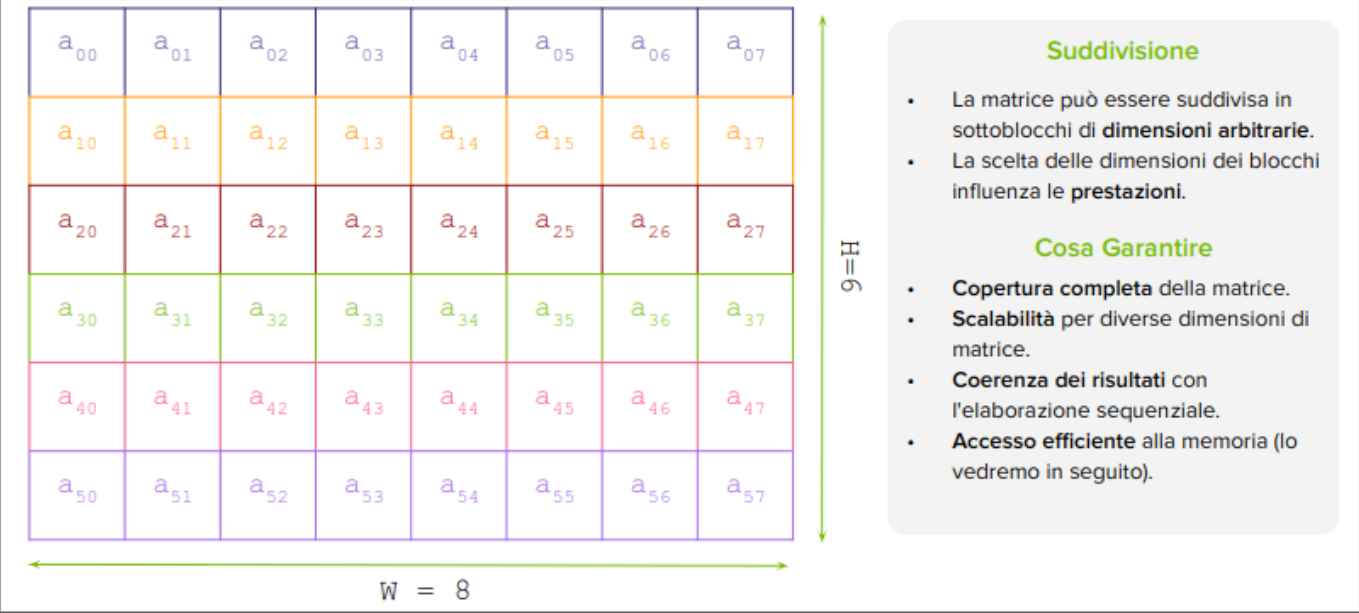 a00 a01 a02 a03 a04 a05 a06 a07
a10 a11 a12 a13 a14 a15 a16 a17
a20 a21 a22 a23 a24 a25 a26 a27
a30 a31 a32 a33 a34 a35 a36 a37
a40 a41 a42 a43 a44 a45 a46 a47
a50 a51 a52 a53 a54 a55 a56 a57
W = 8
H=6
Suddivisione
• La matrice può essere suddivisa in
sottoblocchi di dimensioni arbitrarie.
• La scelta delle dimensioni dei blocchi
influenza le prestazioni.
Cosa Garantire
• Copertura completa della matrice.
• Scalabilità per diverse dimensioni di
matrice.
• Coerenza dei risultati con
l'elaborazione sequenziale.
• Accesso efficiente alla memoria (lo
vedremo in seguito).